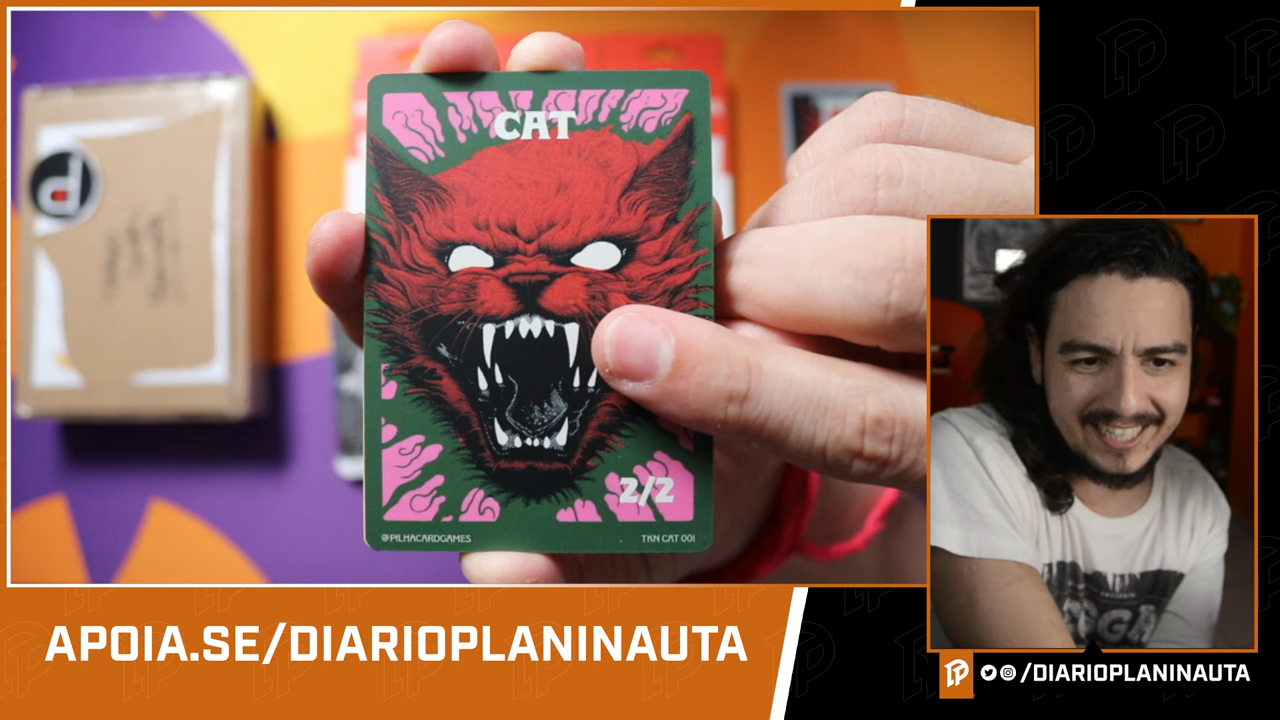 CAT
2/2
@PILHACARDGAMES
TKN CAT 001
APOIA.SE/DIARIOPLANINAUTA
/DIARIOPLANINAUTA